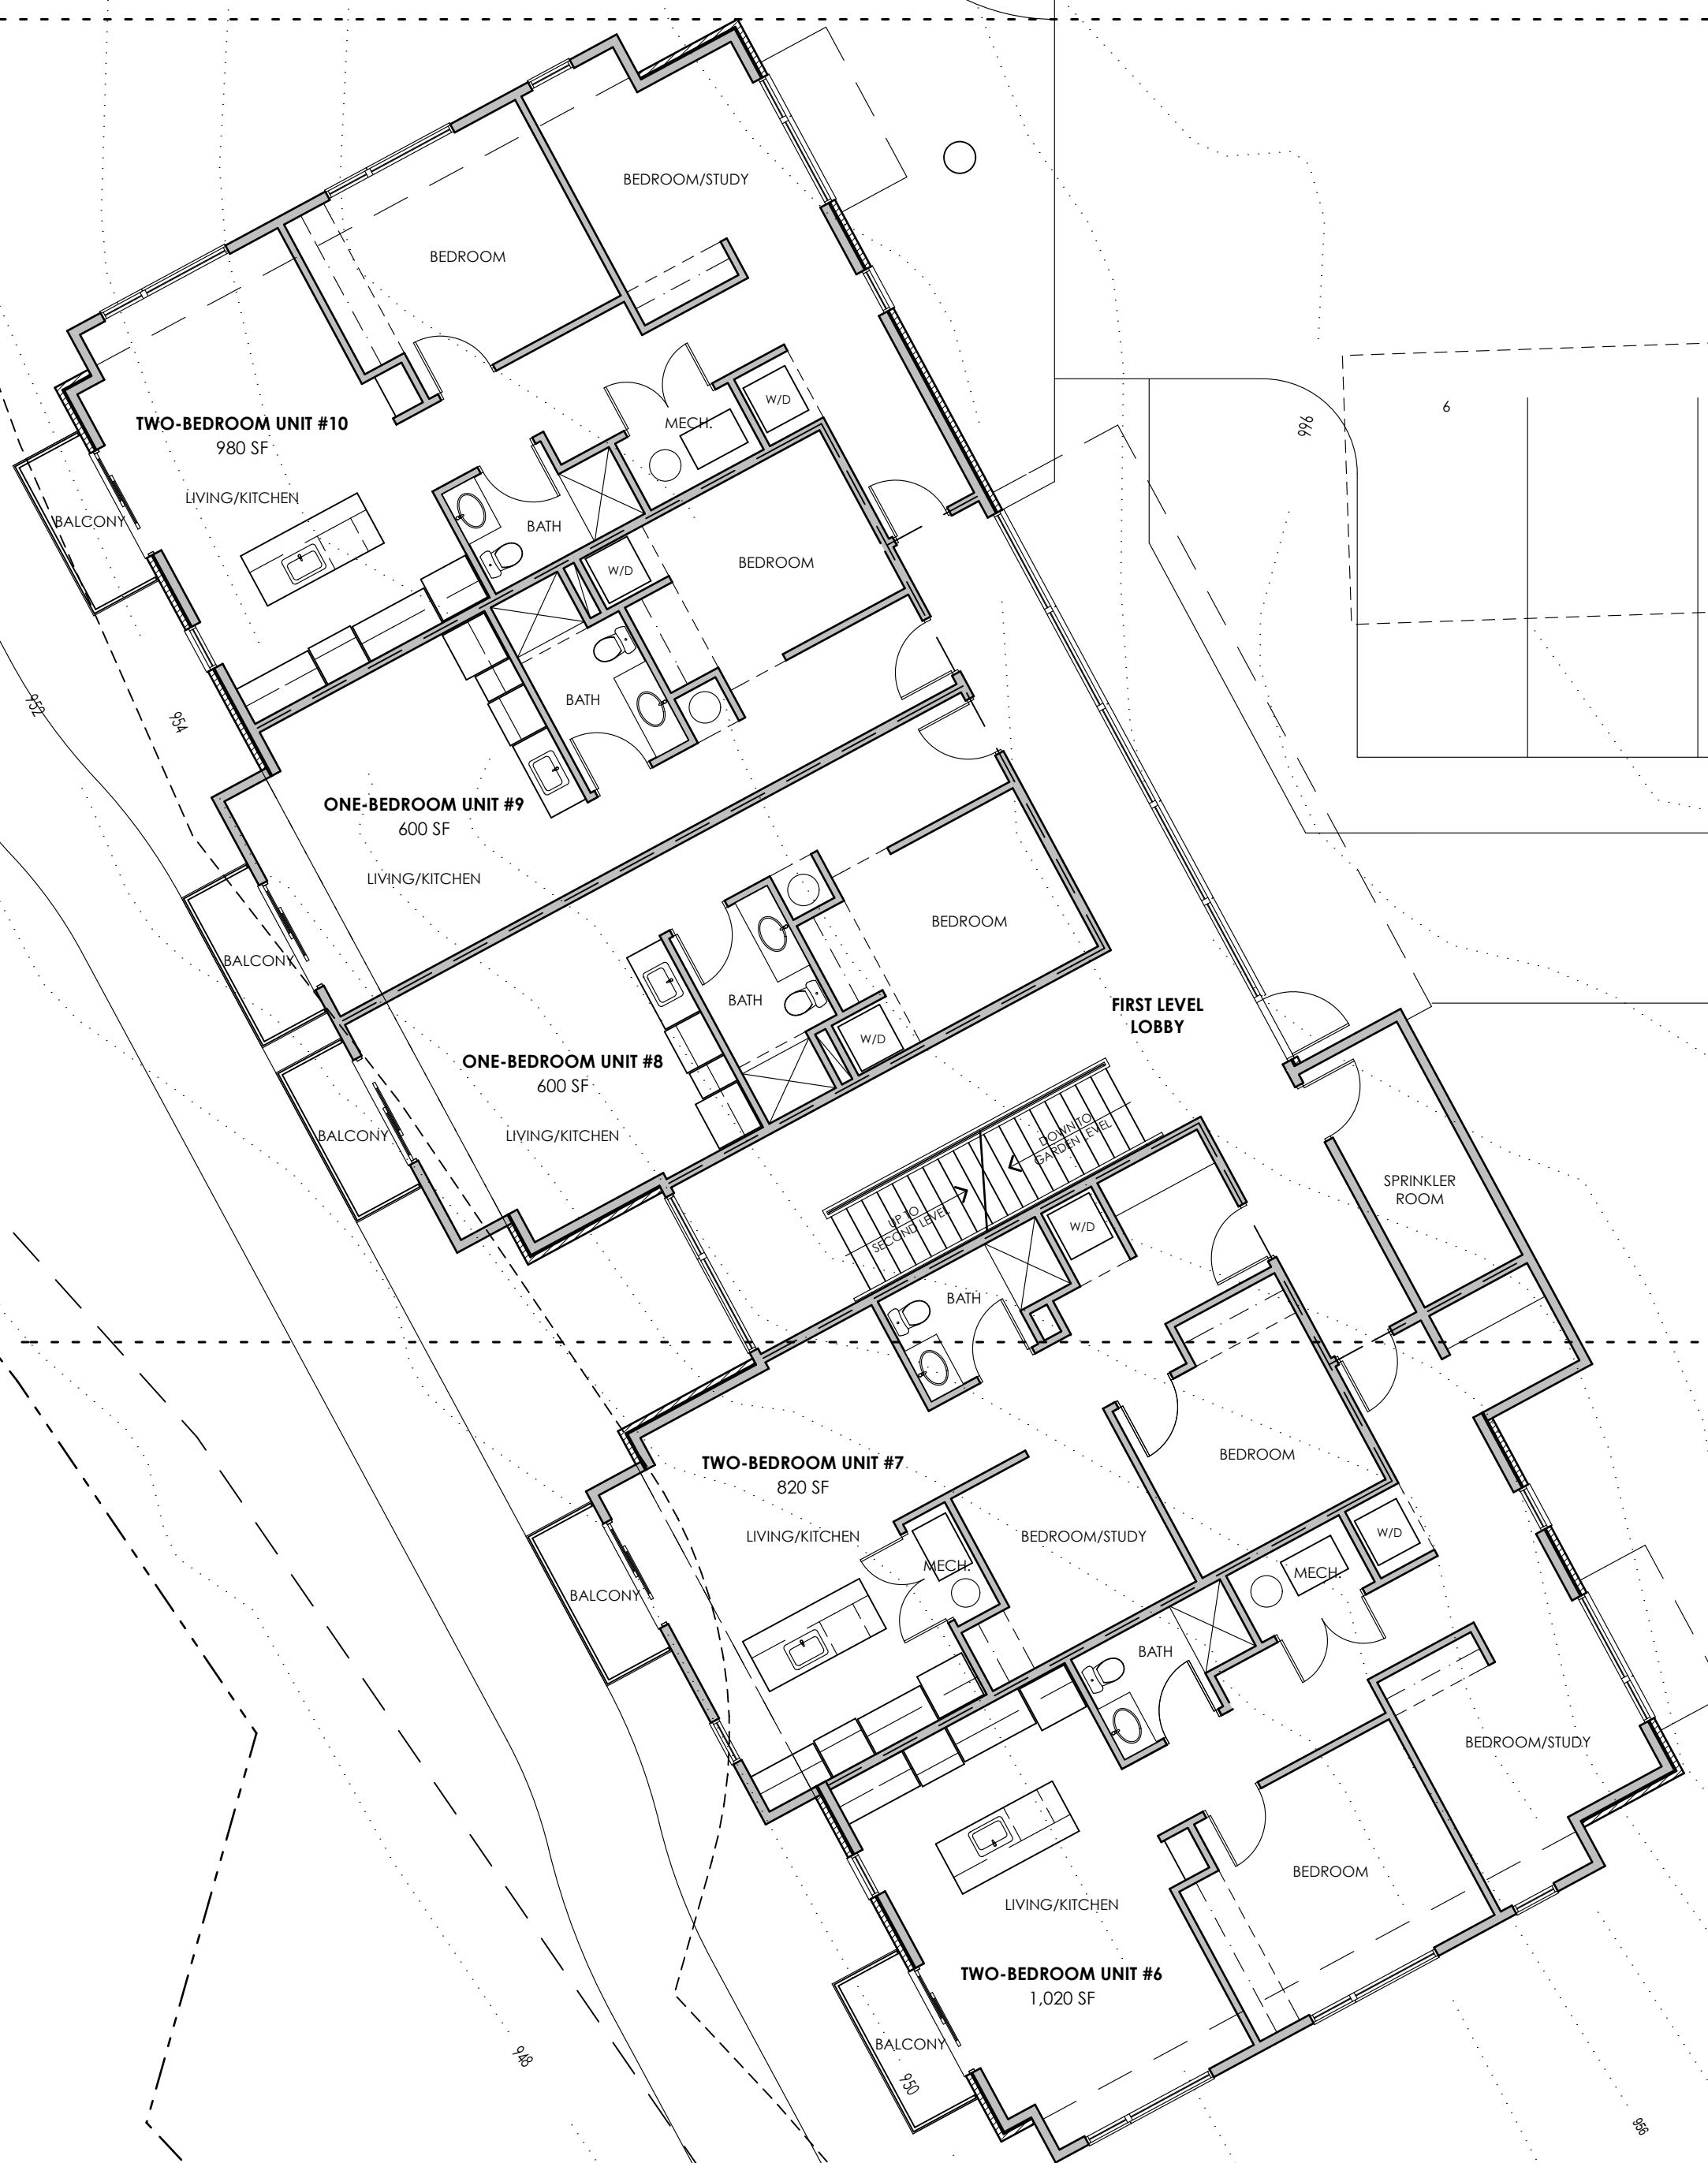 BEDROOM/STUDY
BEDROOM
TWO-BEDROOM UNIT #10
980 SF
LIVING/KITCHEN
BALCONY
MECH.
W/D
BATH
BEDROOM
W/D
BATH
952
954
996
6
ONE-BEDROOM UNIT #9
600 SF
LIVING/KITCHEN
BALCONY
BEDROOM
BATH
W/D
ONE-BEDROOM UNIT #8
600 SF
LIVING/KITCHEN
BALCONY
FIRST LEVEL
LOBBY
DOWN TO
GARDEN LEVEL
UP TO
SECOND LEVEL
SPRINKLER
ROOM
W/D
BATH
BEDROOM
TWO-BEDROOM UNIT #7
820 SF
LIVING/KITCHEN
BEDROOM/STUDY
MECH.
BALCONY
W/D
MECH.
BATH
BEDROOM/STUDY
BEDROOM
LIVING/KITCHEN
TWO-BEDROOM UNIT #6
1,020 SF
BALCONY
948
950
956